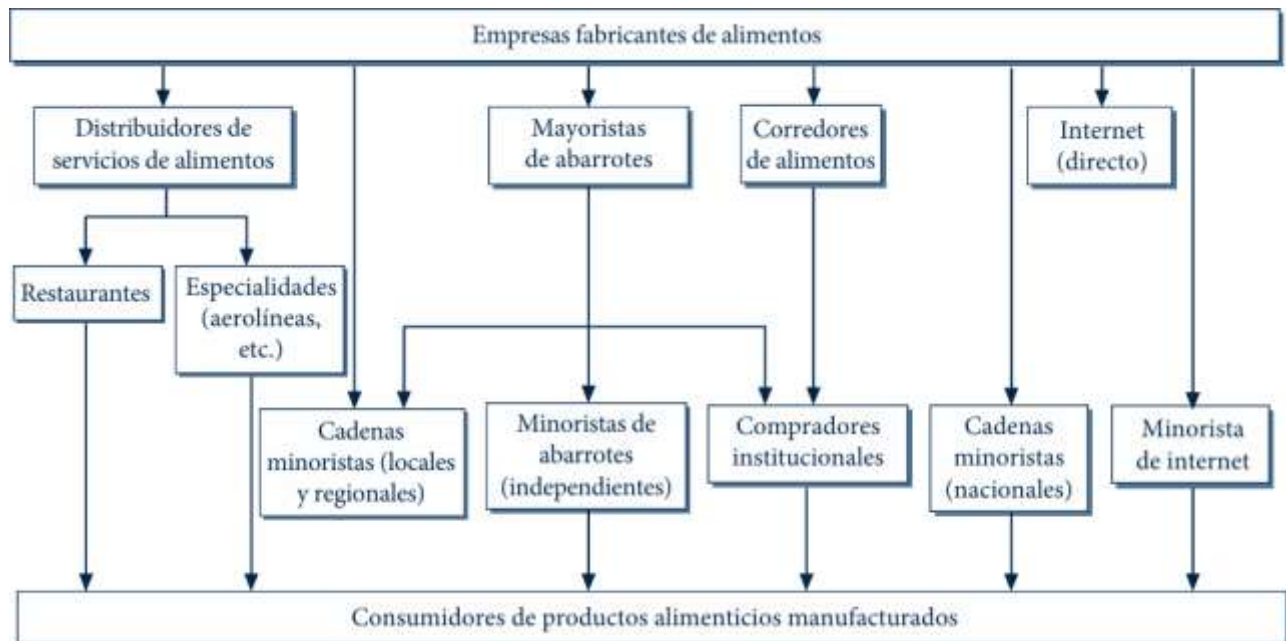 Empresas fabricantes de alimentos
Distribuidores de
servicios de alimentos
Mayoristas
de abarrotes
Corredores
de alimentos
Internet
(directo)
Restaurantes
Especialidades
(aerolíneas,
etc.)
Cadenas
minoristas (locales
y regionales)
Minoristas de
abarrotes
(independientes)
Compradores
institucionales
Cadenas
minoristas
(nacionales)
Minorista
de internet
Consumidores de productos alimenticios manufacturados